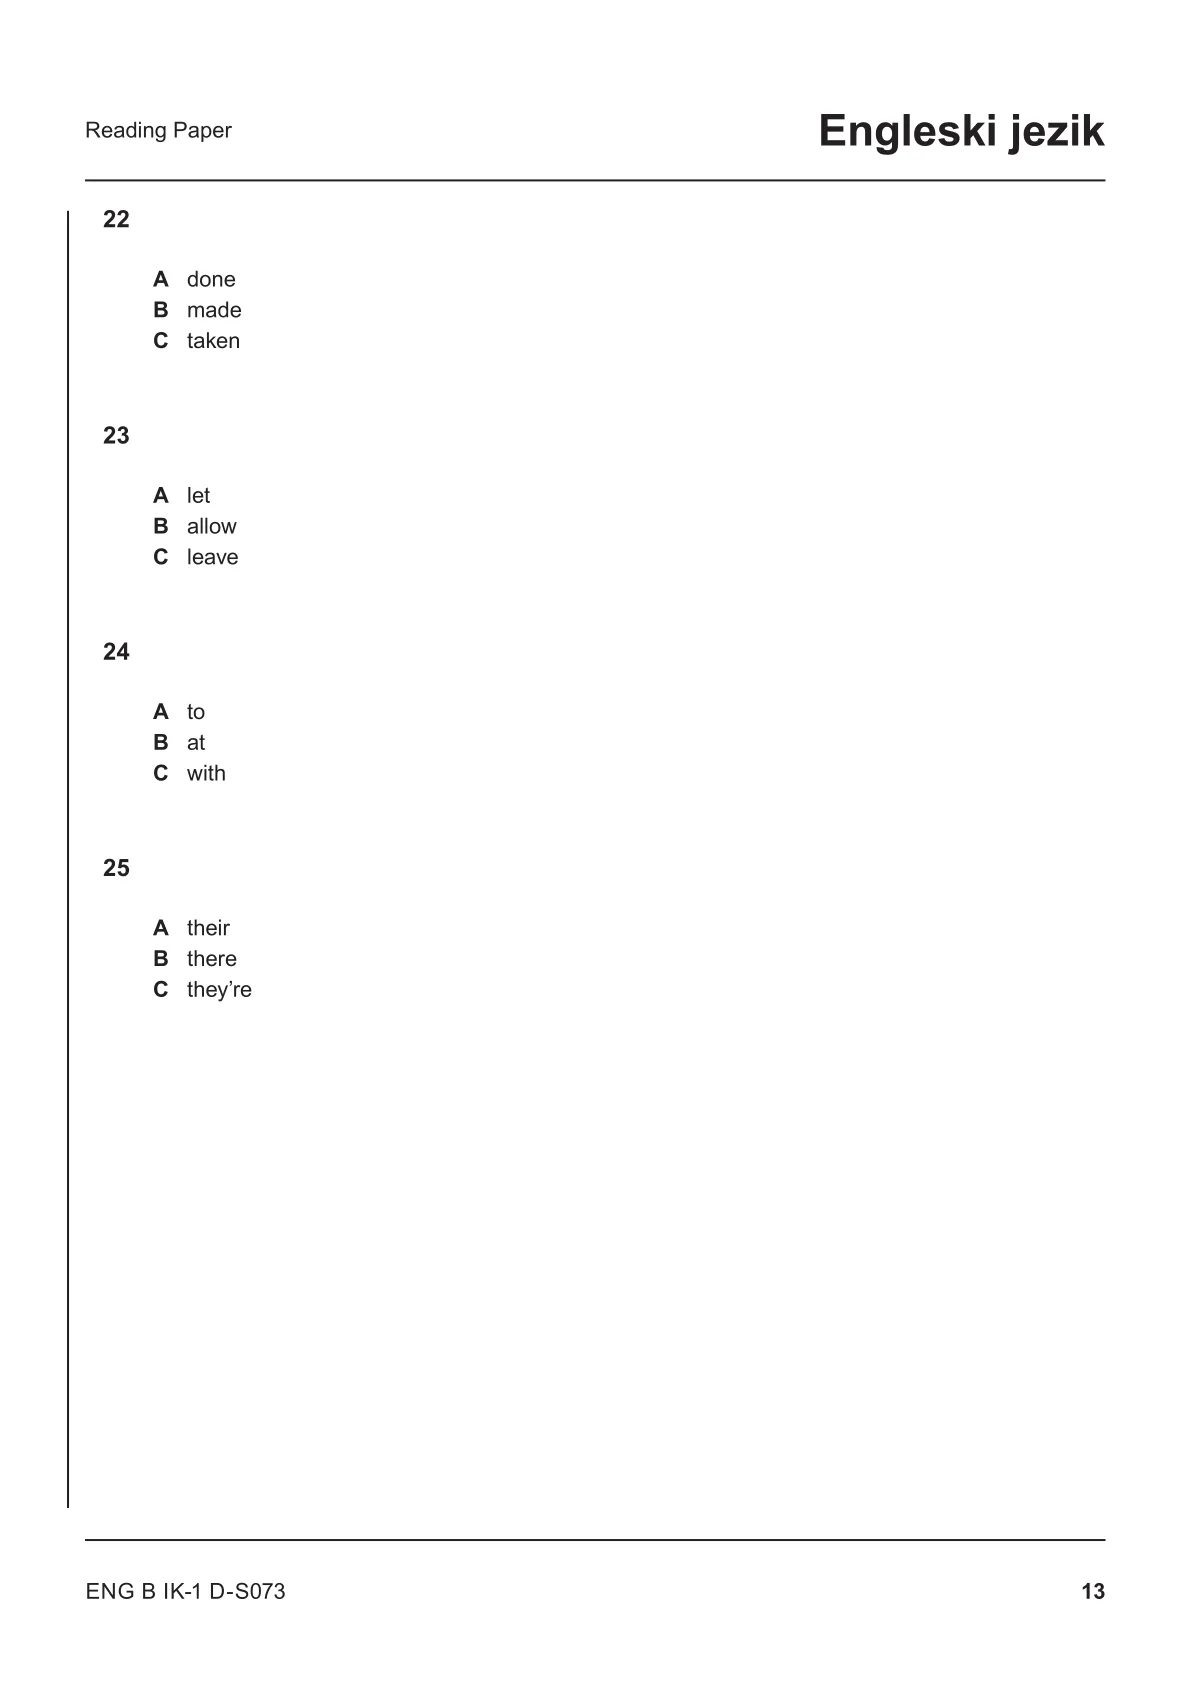 Reading Paper
Engleski jezik
22
A done
B made
C taken
23
A let
B allow
C leave
24
A to
B at
C with
25
A their
B there
C they’re
ENG B IK-1 D-S073
13